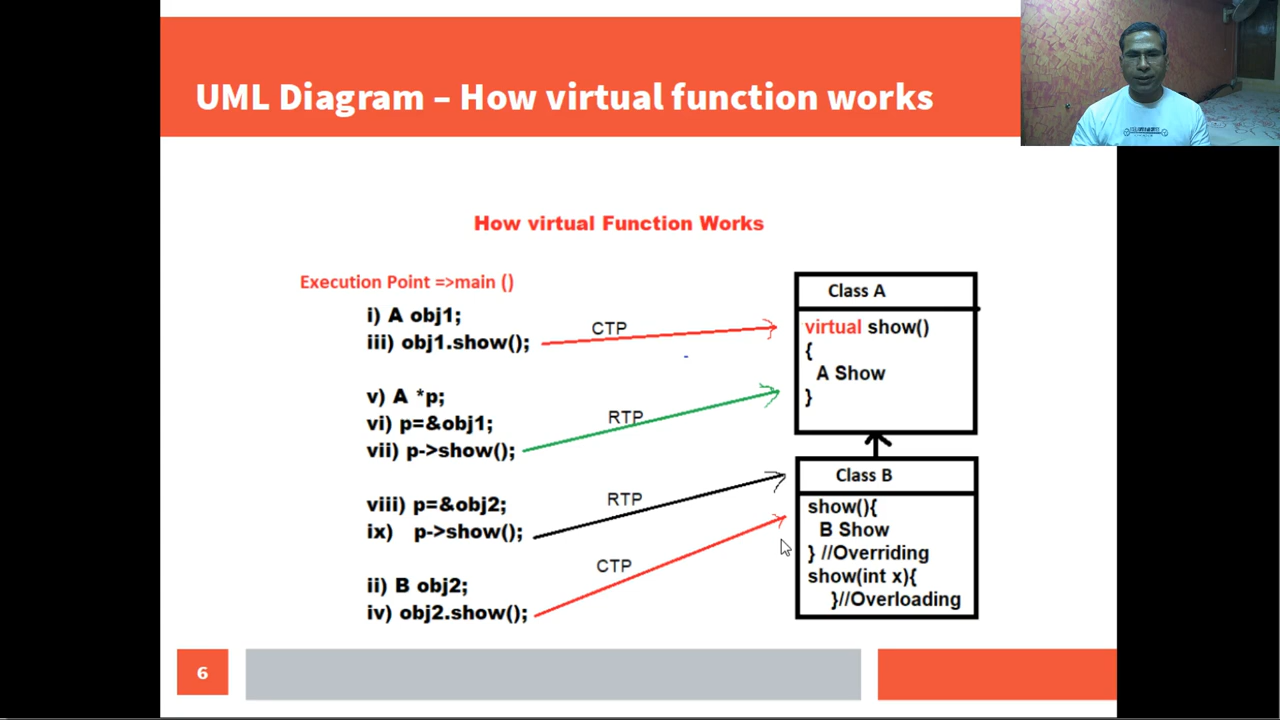 UML Diagram – How virtual function works
How virtual Function Works
Execution Point =>main ()
i) A obj1;
iii) obj1.show();
CTP
v) A *p;
vi) p=&obj1;
vii) p->show();
RTP
viii) p=&obj2;
ix) p->show();
RTP
ii) B obj2;
iv) obj2.show();
CTP
Class A
virtual show()
{
A Show
}
Class B
show(){
B Show
} //Overriding
show(int x){
}//Overloading
6